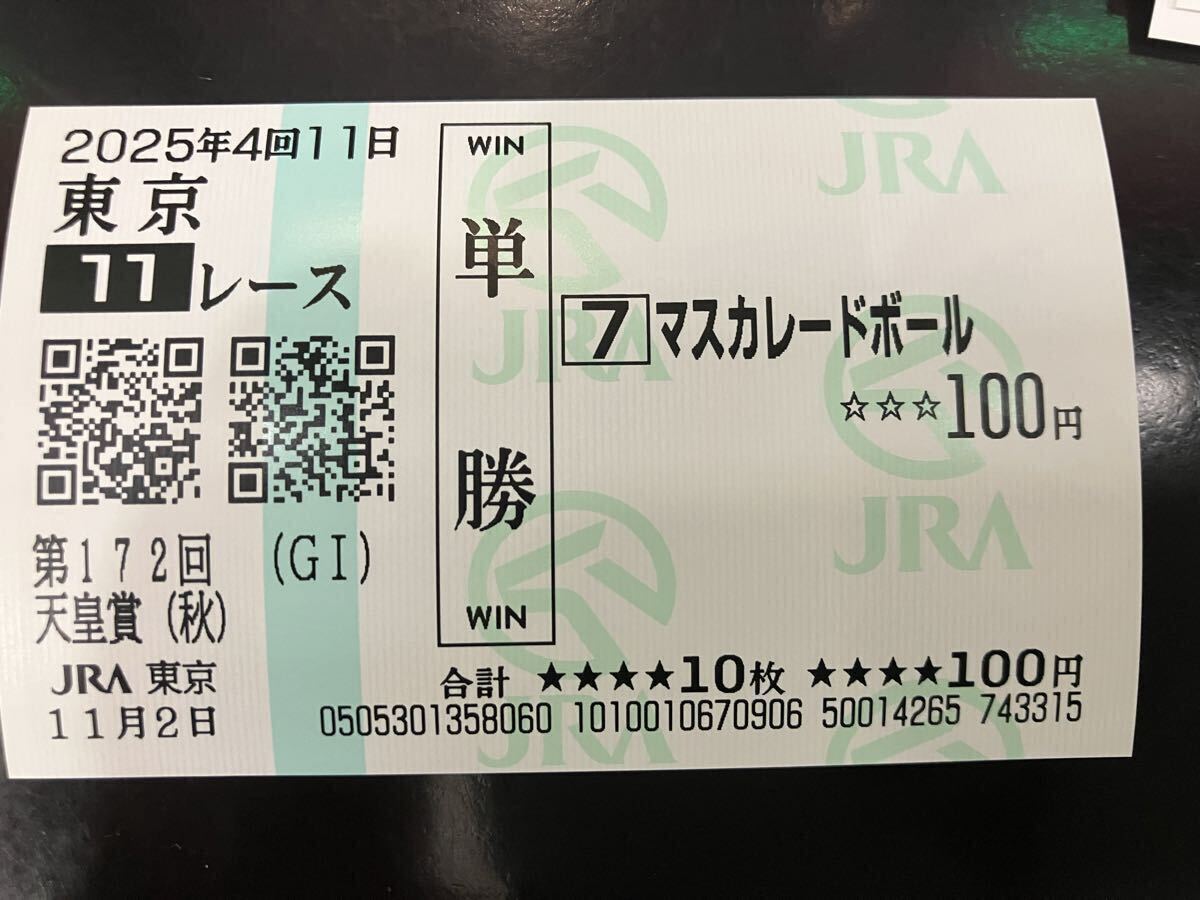 2025年4回11日
東京
11レース
第172回 (GI)
天皇賞(秋)
JRA 東京
11月2日
WIN
単勝
WIN
7 マスカレードボール
☆☆☆100円
合計 ★★★★10枚 ★★★★100円
0505301358060 1010010670906 50014265 743315
JRA
JRA
JRA
JRA